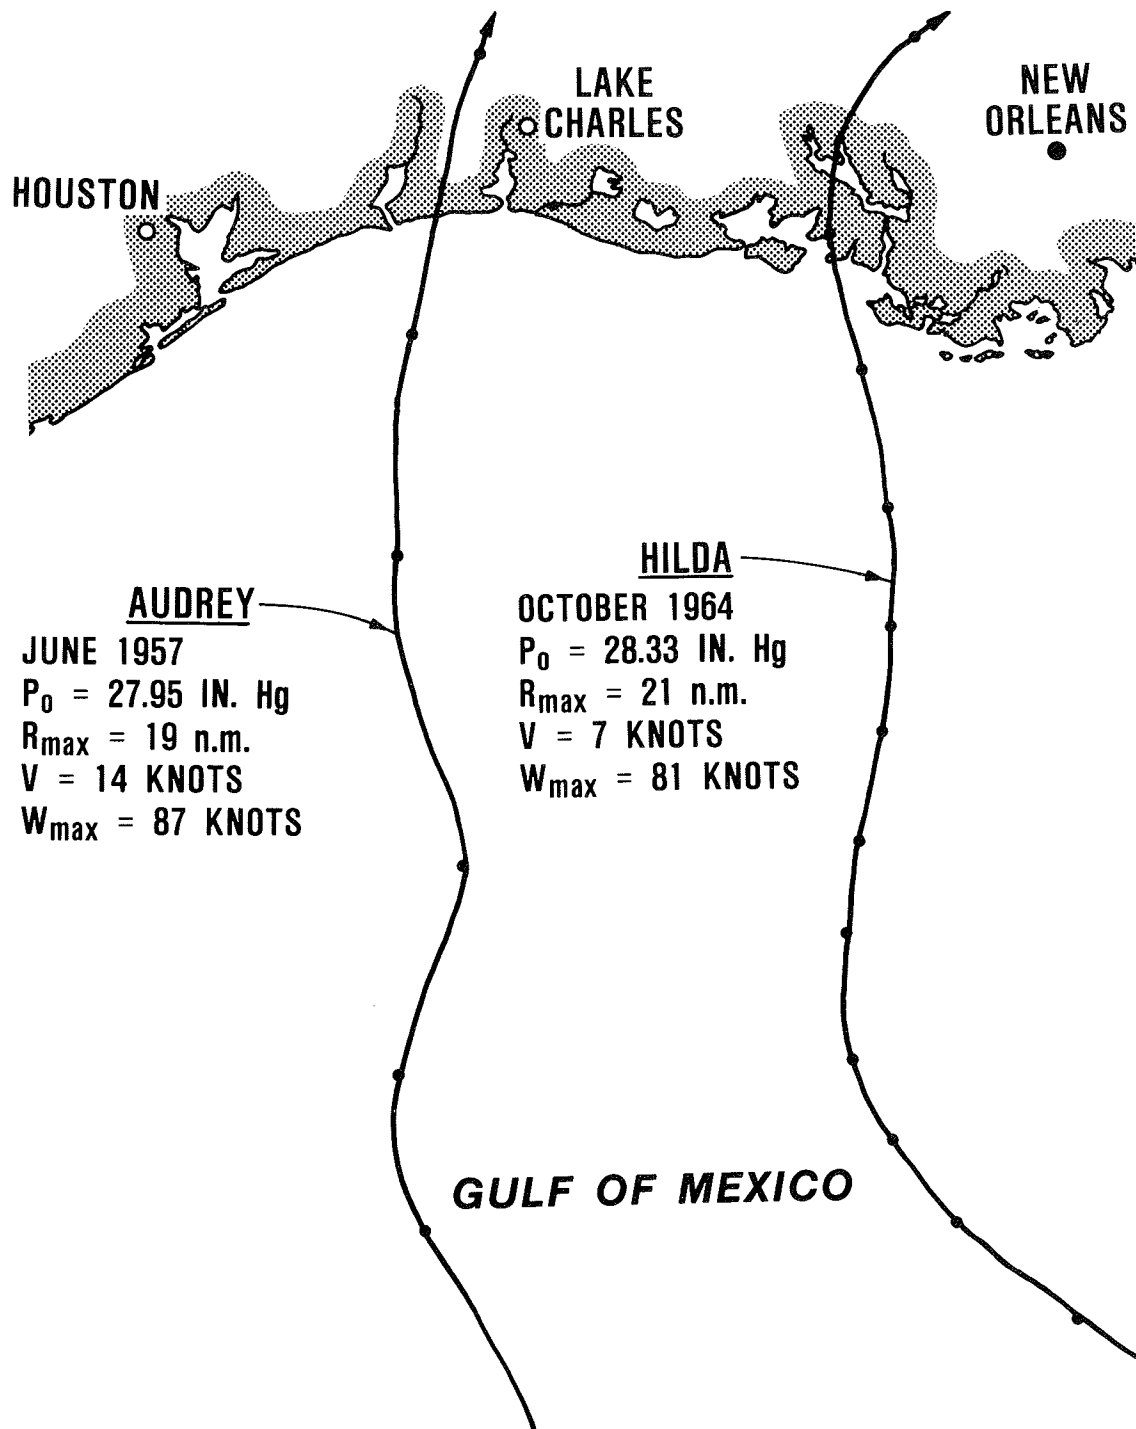 LAKE
CHARLES
NEW
ORLEANS
HOUSTON
HILDA
OCTOBER 1964
P₀ = 28.33 IN. Hg
Rmax = 21 n.m.
V = 7 KNOTS
Wmax = 81 KNOTS
AUDREY
JUNE 1957
P₀ = 27.95 IN. Hg
Rmax = 19 n.m.
V = 14 KNOTS
Wmax = 87 KNOTS
GULF OF MEXICO